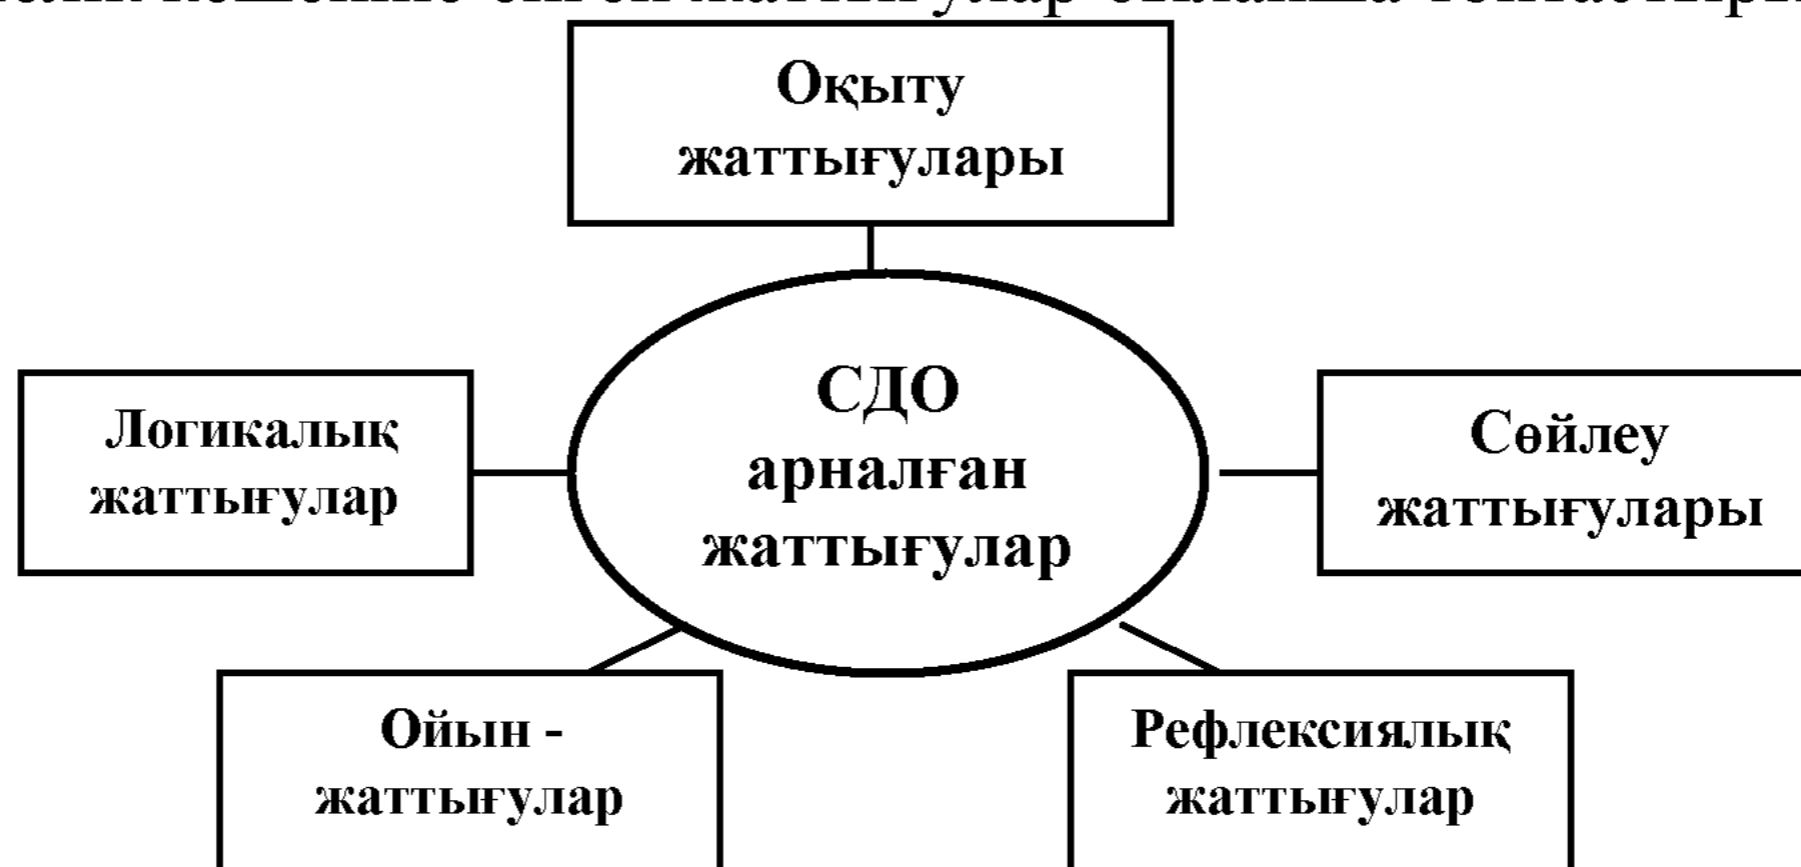 Оқыту
жаттығулары
СДО
арналған
жаттығулар
Логикалық
жаттығулар
Сөйлеу
жаттығулары
Ойын -
жаттығулар
Рефлексиялық
жаттығулар